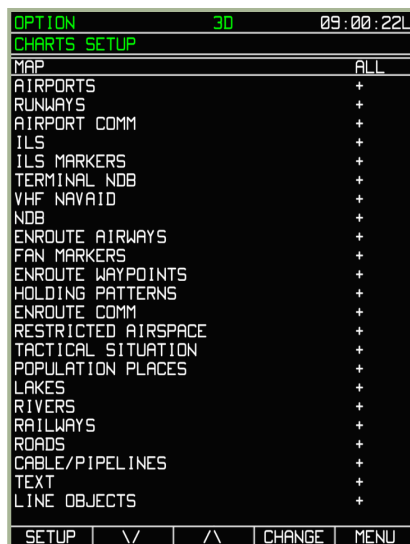 OPTION 3D 09:00:22L
CHARTS SETUP
MAP ALL
AIRPORTS +
RUNWAYS +
AIRPORT COMM +
ILS +
ILS MARKERS +
TERMINAL NDB +
VHF NAVAID +
NDB +
ENROUTE AIRWAYS +
FAN MARKERS +
ENROUTE WAYPOINTS +
HOLDING PATTERNS +
ENROUTE COMM +
RESTRICTED AIRSPACE +
TACTICAL SITUATION +
POPULATION PLACES +
LAKES +
RIVERS +
RAILWAYS +
ROADS +
CABLE/PIPELINES +
TEXT +
LINE OBJECTS +
SETUP \/ /\ CHANGE MENU